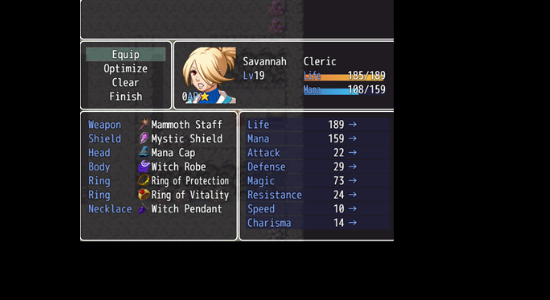 Equip
Optimize
Clear
Finish
Savannah Cleric
Lv19
Life 185/189
Mana 108/159
Weapon Mammoth Staff
Shield Mystic Shield
Head Mana Cap
Body Witch Robe
Ring Ring of Protection
Ring Ring of Vitality
Necklace Witch Pendant
Life 189 →
Mana 159 →
Attack 22 →
Defense 29 →
Magic 73 →
Resistance 24 →
Speed 10 →
Charisma 14 →